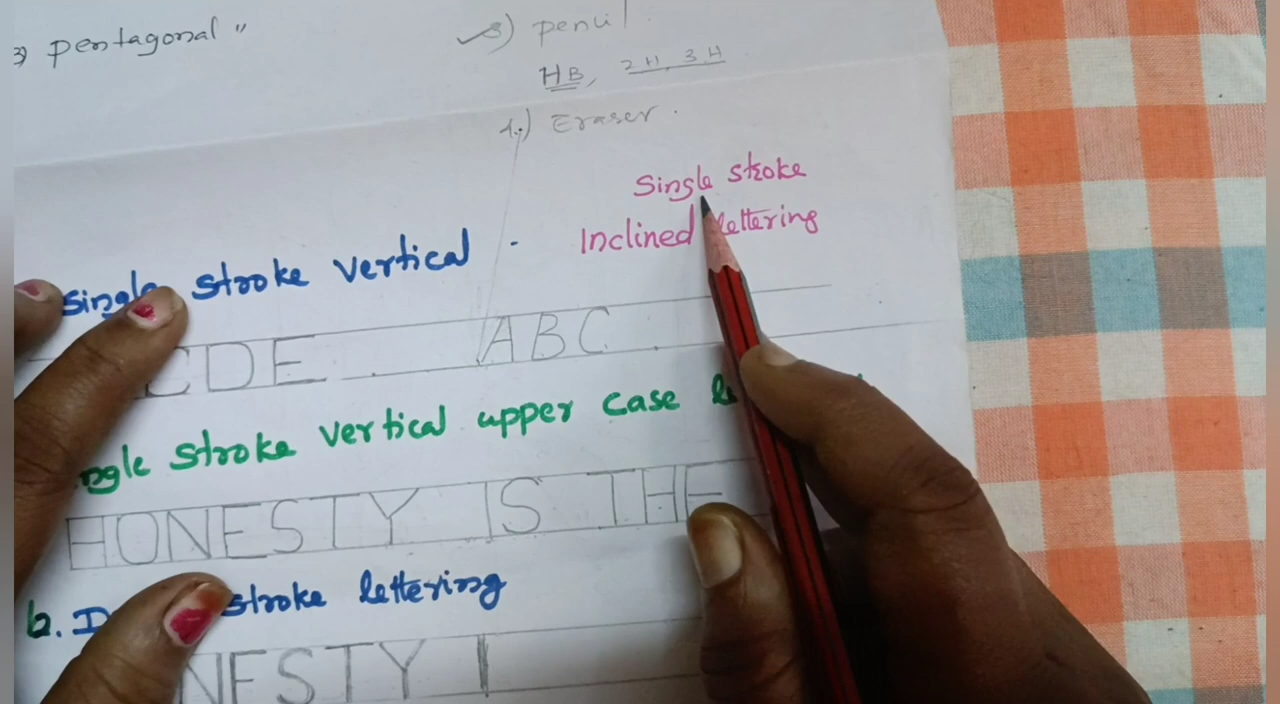 3) pentagonal "
3) pencil.
HB, 2H, 3H
4.) Eraser.
Single stroke
Inclined lettering
Single stroke vertical .
CDE ABC
stroke vertical upper case
HONESTY IS THE
b. stroke lettering
NESTY I